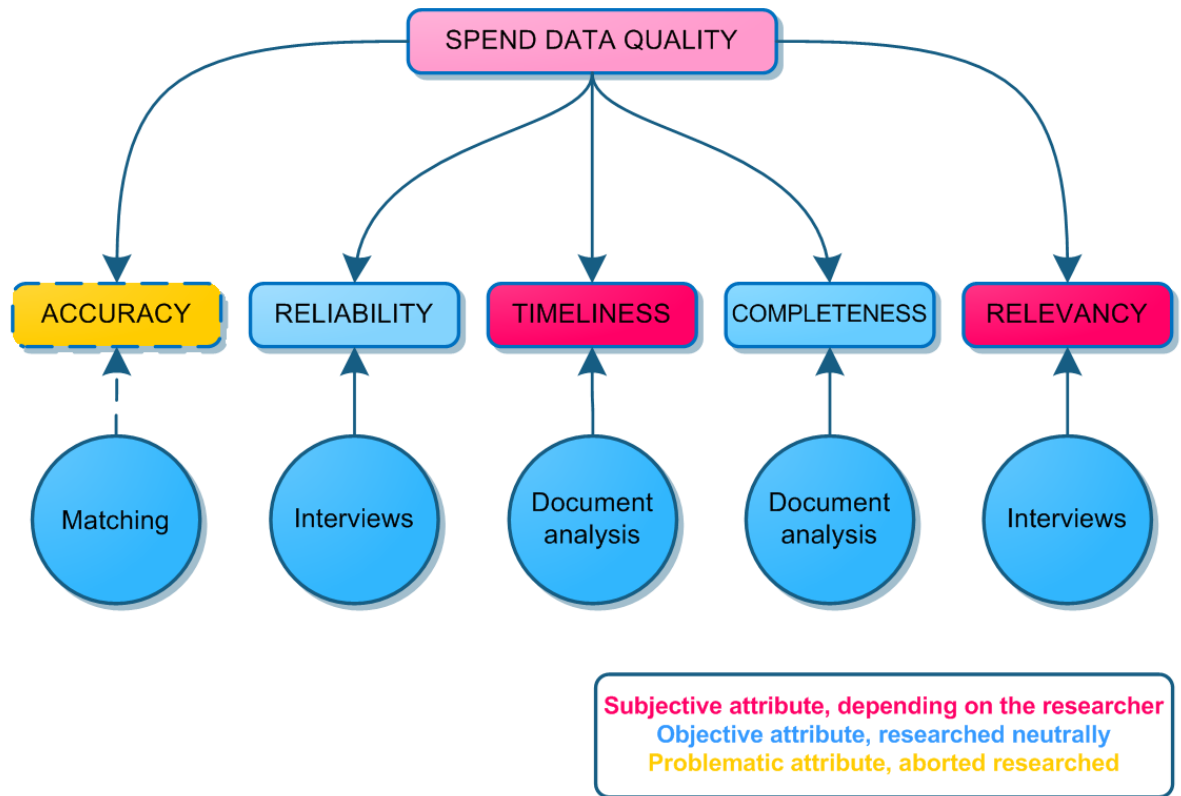 SPEND DATA QUALITY
ACCURACY
RELIABILITY
TIMELINESS
COMPLETENESS
RELEVANCY
Matching
Interviews
Document
analysis
Document
analysis
Interviews
Subjective attribute, depending on the researcher
Objective attribute, researched neutrally
Problematic attribute, aborted researched